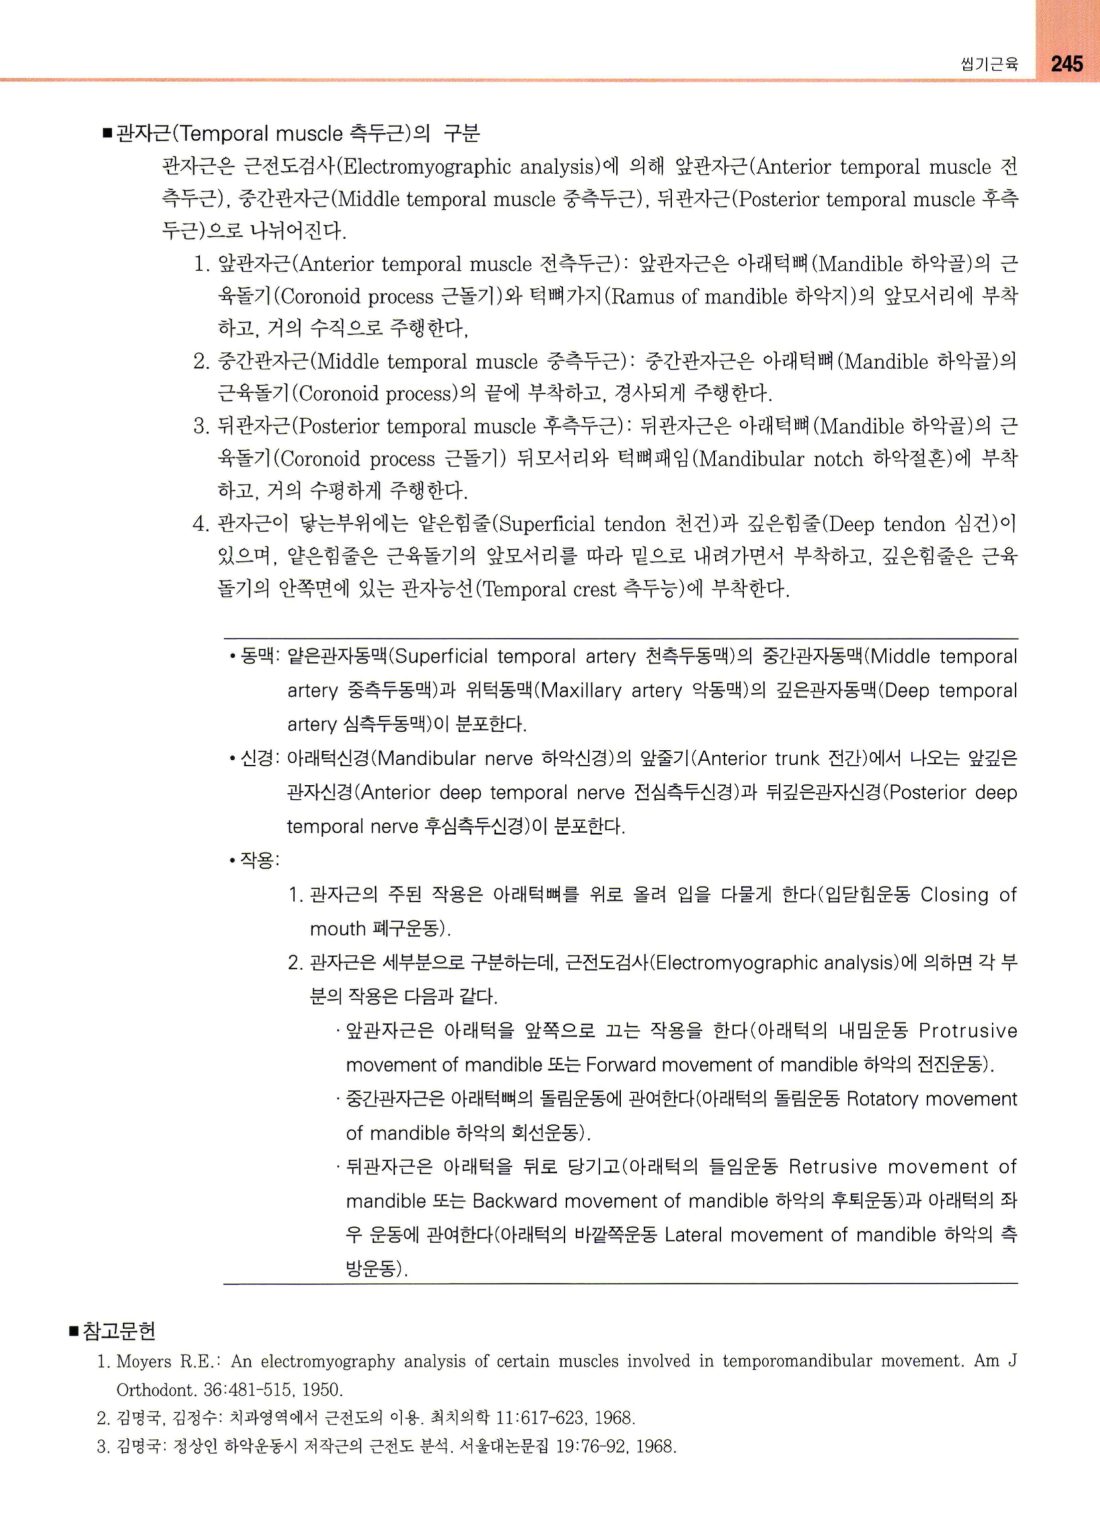 씹기근육 245
■관자근(Temporal muscle 측두근)의 구분
관자근은 근전도검사(Electromyographic analysis)에 의해 앞관자근(Anterior temporal muscle 전
측두근), 중간관자근(Middle temporal muscle 중측두근), 뒤관자근(Posterior temporal muscle 후측
두근)으로 나뉘어진다.
1. 앞관자근(Anterior temporal muscle 전측두근): 앞관자근은 아래턱뼈(Mandible 하악골)의 근
육돌기(Coronoid process 근돌기)와 턱뼈가지(Ramus of mandible 하악지)의 앞모서리에 부착
하고, 거의 수직으로 주행한다,
2. 중간관자근(Middle temporal muscle 중측두근): 중간관자근은 아래턱뼈(Mandible 하악골)의
근육돌기(Coronoid process)의 끝에 부착하고, 경사되게 주행한다.
3. 뒤관자근(Posterior temporal muscle 후측두근): 뒤관자근은 아래턱뼈(Mandible 하악골)의 근
육돌기(Coronoid process 근돌기) 뒤모서리와 턱뼈패임(Mandibular notch 하악절흔)에 부착
하고, 거의 수평하게 주행한다.
4. 관자근이 닿는부위에는 얕은힘줄(Superficial tendon 천건)과 깊은힘줄(Deep tendon 심건)이
있으며, 얕은힘줄은 근육돌기의 앞모서리를 따라 밑으로 내려가면서 부착하고, 깊은힘줄은 근육
돌기의 안쪽면에 있는 관자능선(Temporal crest 측두능)에 부착한다.
• 동맥: 얕은관자동맥(Superficial temporal artery 천측두동맥)의 중간관자동맥(Middle temporal
artery 중측두동맥)과 위턱동맥(Maxillary artery 악동맥)의 깊은관자동맥(Deep temporal
artery 심측두동맥)이 분포한다.
• 신경: 아래턱신경(Mandibular nerve 하악신경)의 앞줄기(Anterior trunk 전간)에서 나오는 앞깊은
관자신경(Anterior deep temporal nerve 전심측두신경)과 뒤깊은관자신경(Posterior deep
temporal nerve 후심측두신경)이 분포한다.
• 작용:
1. 관자근의 주된 작용은 아래턱뼈를 위로 올려 입을 다물게 한다(입닫힘운동 Closing of
mouth 폐구운동).
2. 관자근은 세부분으로 구분하는데, 근전도검사(Electromyographic analysis)에 의하면 각 부
분의 작용은 다음과 같다.
· 앞관자근은 아래턱을 앞쪽으로 끄는 작용을 한다(아래턱의 내밈운동 Protrusive
movement of mandible 또는 Forward movement of mandible 하악의 전진운동).
· 중간관자근은 아래턱뼈의 돌림운동에 관여한다(아래턱의 돌림운동 Rotatory movement
of mandible 하악의 회선운동).
· 뒤관자근은 아래턱을 뒤로 당기고(아래턱의 들임운동 Retrusive movement of
mandible 또는 Backward movement of mandible 하악의 후퇴운동)과 아래턱의 좌
우 운동에 관여한다(아래턱의 바깥쪽운동 Lateral movement of mandible 하악의 측
방운동).
■참고문헌
1. Moyers R.E.: An electromyography analysis of certain muscles involved in temporomandibular movement. Am J
Orthodont. 36:481-515, 1950.
2. 김명국, 김정수: 치과영역에서 근전도의 이용. 최치의학 11:617-623, 1968.
3. 김명국: 정상인 하악운동시 저작근의 근전도 분석. 서울대논문집 19:76-92, 1968.